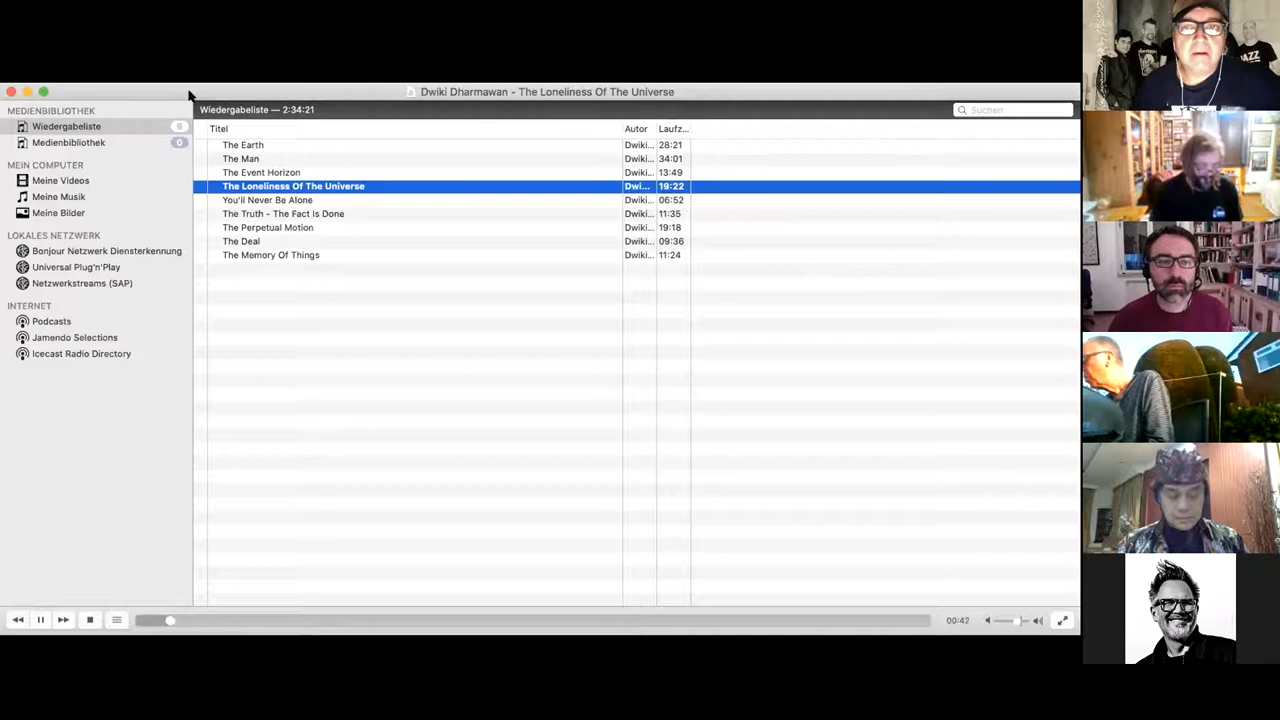 Dwiki Dharmawan - The Loneliness Of The Universe
MEDIENBIBLIOTHEK
Wiedergabeliste 9
Medienbibliothek 0
MEIN COMPUTER
Meine Videos
Meine Musik
Meine Bilder
LOKALES NETZWERK
Bonjour Netzwerk Diensterkennung
Universal Plug'n'Play
Netzwerkstreams (SAP)
INTERNET
Podcasts
Jamendo Selections
Icecast Radio Directory
Wiedergabeliste — 2:34:21
Suchen
Titel Autor Laufz...
The Earth Dwiki... 28:21
The Man Dwiki... 34:01
The Event Horizon Dwiki... 13:49
The Loneliness Of The Universe Dwi... 19:22
You'll Never Be Alone Dwiki... 06:52
The Truth - The Fact Is Done Dwiki... 11:35
The Perpetual Motion Dwiki... 19:18
The Deal Dwiki... 09:36
The Memory Of Things Dwiki... 11:24
00:42
JAZZ